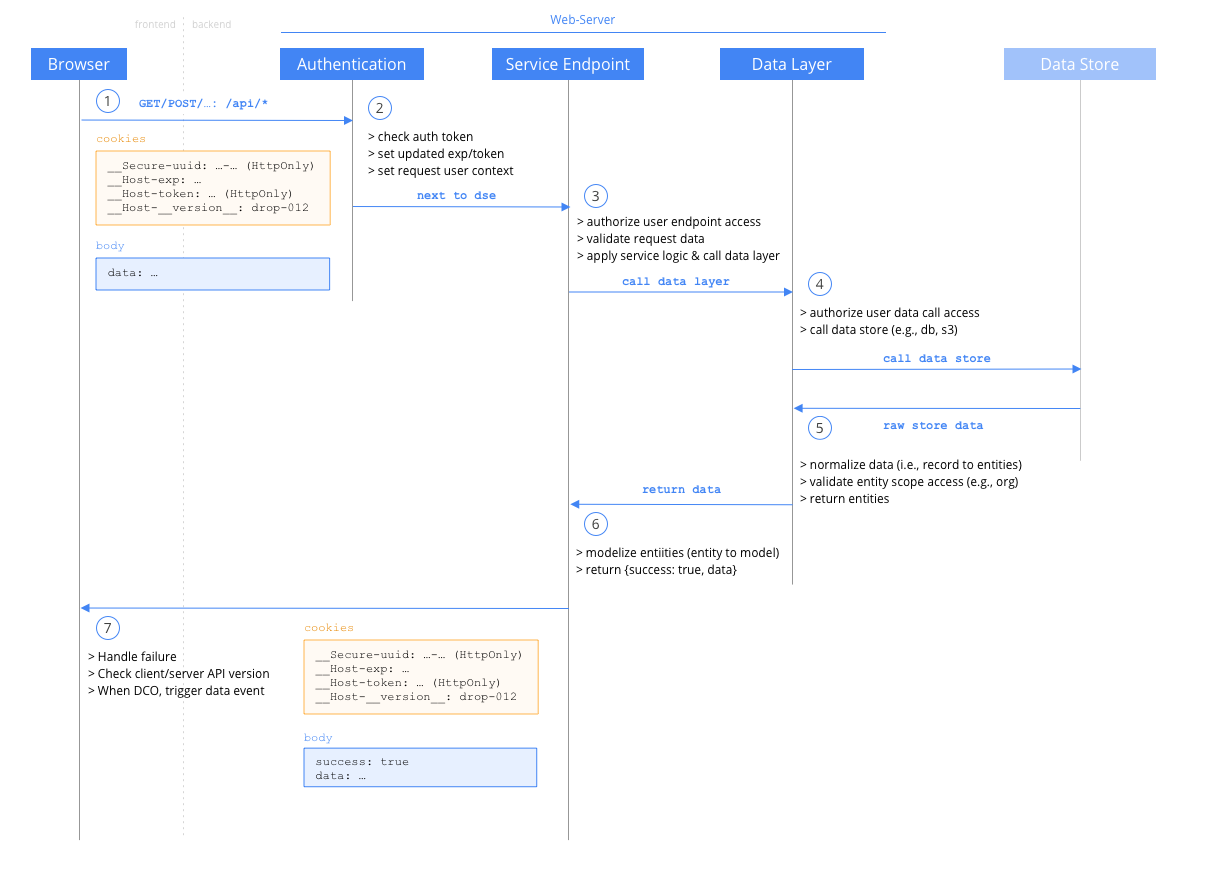 Web-Server
frontend
backend
Browser
Authentication
Service Endpoint
Data Layer
Data Store
1
GET/POST/…: /api/*
2
> check auth token
> set updated exp/token
> set request user context
cookies
__Secure-uuid: …-… (HttpOnly)
__Host-exp: …
__Host-token: … (HttpOnly)
__Host-__version__: drop-012
body
data: …
next to dse
3
> authorize user endpoint access
> validate request data
> apply service logic & call data layer
call data layer
4
> authorize user data call access
> call data store (e.g., db, s3)
call data store
raw store data
5
> normalize data (i.e., record to entities)
> validate entity scope access (e.g., org)
> return entities
return data
6
> modelize entiities (entity to model)
> return {success: true, data}
7
> Handle failure
> Check client/server API version
> When DCO, trigger data event
cookies
__Secure-uuid: …-… (HttpOnly)
__Host-exp: …
__Host-token: … (HttpOnly)
__Host-__version__: drop-012
body
success: true
data: …